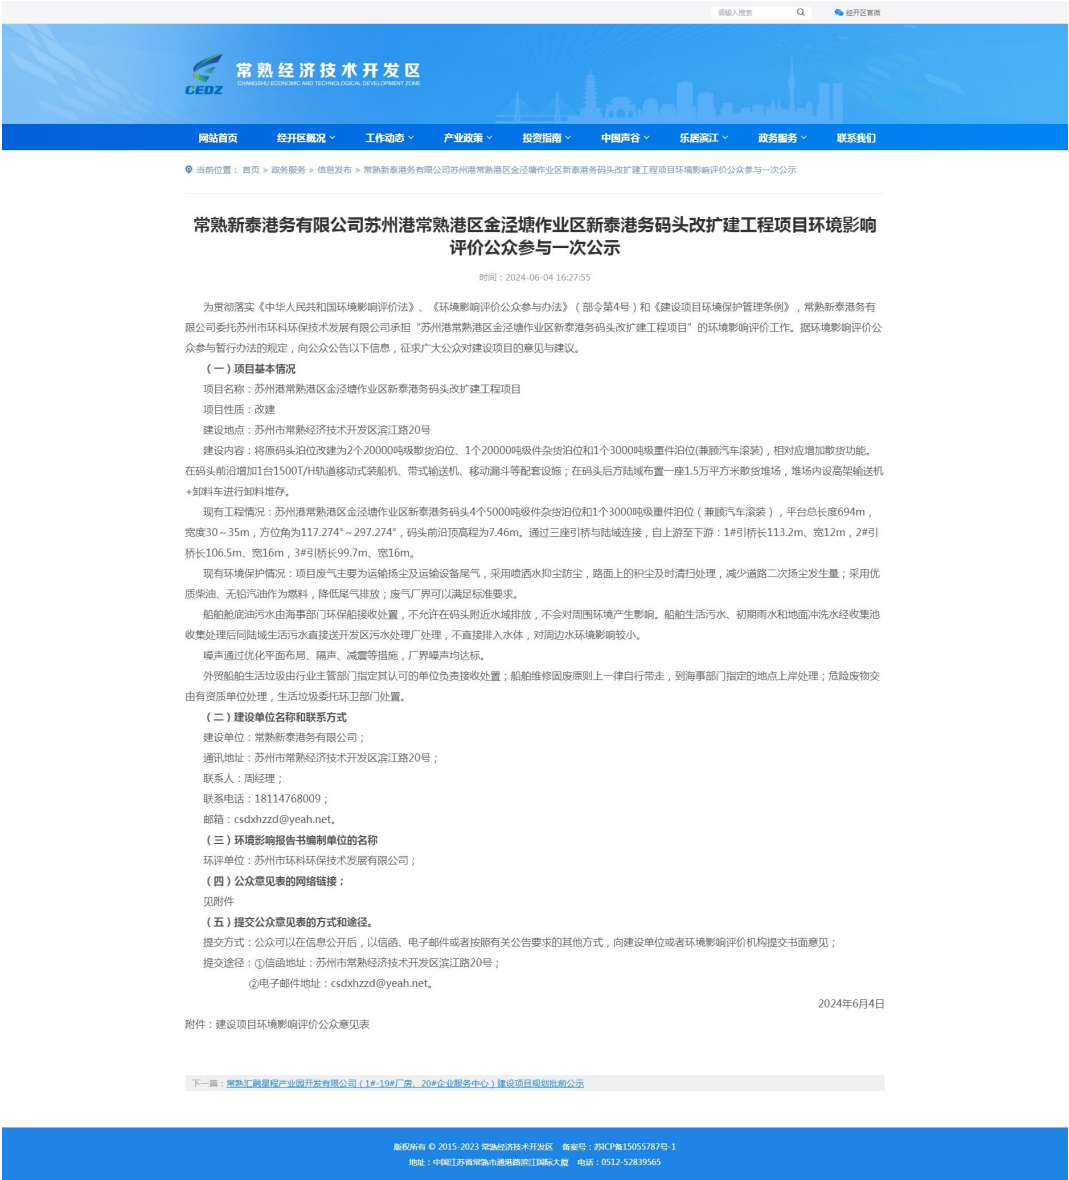 请输入搜索
经开区官微
常熟经济技术开发区
CHANGSHU ECONOMIC AND TECHNOLOGICAL DEVELOPMENT ZONE
CEDZ
网站首页 经开区概况 工作动态 产业政策 投资指南 中国声谷 乐居滨江 政务服务 联系我们
当前位置： 首页 > 政务服务 > 信息发布 > 常熟新泰港务有限公司苏州港常熟港区金泾塘作业区新泰港务码头改扩建工程项目环境影响评价公众参与一次公示
常熟新泰港务有限公司苏州港常熟港区金泾塘作业区新泰港务码头改扩建工程项目环境影响
评价公众参与一次公示
时间：2024-06-04 16:27:55
为贯彻落实《中华人民共和国环境影响评价法》、《环境影响评价公众参与办法》（部令第4号）和《建设项目环境保护管理条例》，常熟新泰港务有
限公司委托苏州市环科环保技术发展有限公司承担“苏州港常熟港区金泾塘作业区新泰港务码头改扩建工程项目”的环境影响评价工作。据环境影响评价公
众参与暂行办法的规定，向公众公告以下信息，征求广大公众对建设项目的意见与建议。
（一）项目基本情况
项目名称：苏州港常熟港区金泾塘作业区新泰港务码头改扩建工程项目
项目性质：改建
建设地点：苏州市常熟经济技术开发区滨江路20号
建设内容：将原码头泊位改建为2个20000吨级散货泊位、1个20000吨级件杂货泊位和1个3000吨级重件泊位(兼顾汽车滚装)，相对应增加散货功能。
在码头前沿增加1台1500T/H轨道移动式装船机、带式输送机、移动漏斗等配套设施；在码头后方陆域布置一座1.5万平方米散货堆场，堆场内设高架输送机
+卸料车进行卸料堆存。
现有工程情况：苏州港常熟港区金泾塘作业区新泰港务码头4个5000吨级件杂货泊位和1个3000吨级重件泊位（兼顾汽车滚装），平台总长度694m，
宽度30～35m，方位角为117.274°～297.274°，码头前沿顶高程为7.46m。通过三座引桥与陆域连接，自上游至下游：1#引桥长113.2m、宽12m，2#引
桥长106.5m、宽16m，3#引桥长99.7m、宽16m。
现有环境保护情况：项目废气主要为运输扬尘及运输设备尾气，采用喷洒水抑尘防尘，路面上的积尘及时清扫处理，减少道路二次扬尘发生量；采用优
质柴油、无铅汽油作为燃料，降低尾气排放；废气厂界可以满足标准要求。
船舶舱底油污水由海事部门环保船接收处置，不允许在码头附近水域排放，不会对周围环境产生影响。船舶生活污水、初期雨水和地面冲洗水经收集池
收集处理后同陆域生活污水直接送开发区污水处理厂处理，不直接排入水体，对周边水环境影响较小。
噪声通过优化平面布局、隔声、减震等措施，厂界噪声均达标。
外贸船舶生活垃圾由行业主管部门指定其认可的单位负责接收处置；船舶维修固废原则上一律自行带走，到海事部门指定的地点上岸处理；危险废物交
由有资质单位处理，生活垃圾委托环卫部门处置。
（二）建设单位名称和联系方式
建设单位：常熟新泰港务有限公司；
通讯地址：苏州市常熟经济技术开发区滨江路20号；
联系人：周经理；
联系电话：18114768009；
邮箱：csdxhzzd@yeah.net。
（三）环境影响报告书编制单位的名称
环评单位：苏州市环科环保技术发展有限公司；
（四）公众意见表的网络链接；
见附件
（五）提交公众意见表的方式和途径。
提交方式：公众可以在信息公开后，以信函、电子邮件或者按照有关公告要求的其他方式，向建设单位或者环境影响评价机构提交书面意见；
提交途径：①信函地址：苏州市常熟经济技术开发区滨江路20号；
②电子邮件地址：csdxhzzd@yeah.net。
2024年6月4日
附件：建设项目环境影响评价公众意见表
下一篇：常熟汇融星程产业园开发有限公司（1#-19#厂房、20#企业服务中心）建设项目规划批前公示
版权所有 © 2015-2023 常熟经济技术开发区 备案号：苏ICP备15055787号-1
地址：中国江苏省常熟市通港路滨江国际大厦 电话：0512-52839565